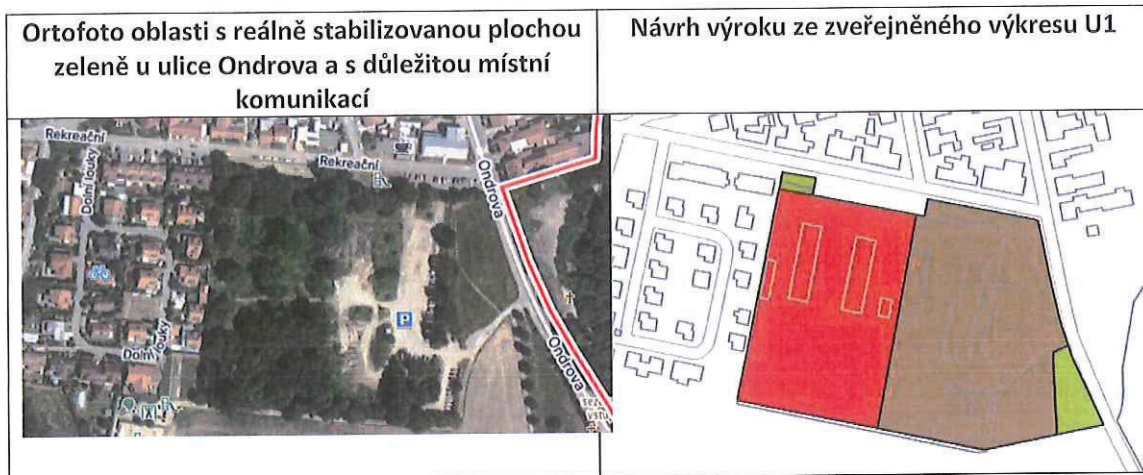 Ortofoto oblasti s reálně stabilizovanou plochou
zeleně u ulice Ondrova a s důležitou místní
komunikací
Návrh výroku ze zveřejněného výkresu U1
Rekreační
Rekreační
Dolní louky
Ondrova
P
Dolní louky
Ondrova
vstu